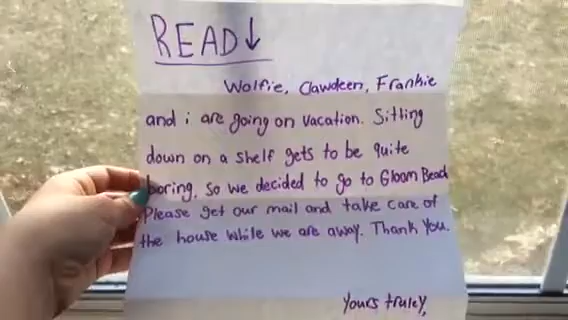 READ↓
Wolfie, Clawdeen, Frankie
and i are going on vacation. Sitting
down on a shelf gets to be quite
boring, so we decided to go to Gloom Beach
Please get our mail and take care of
the house while we are away. Thank You.
Yours truley,